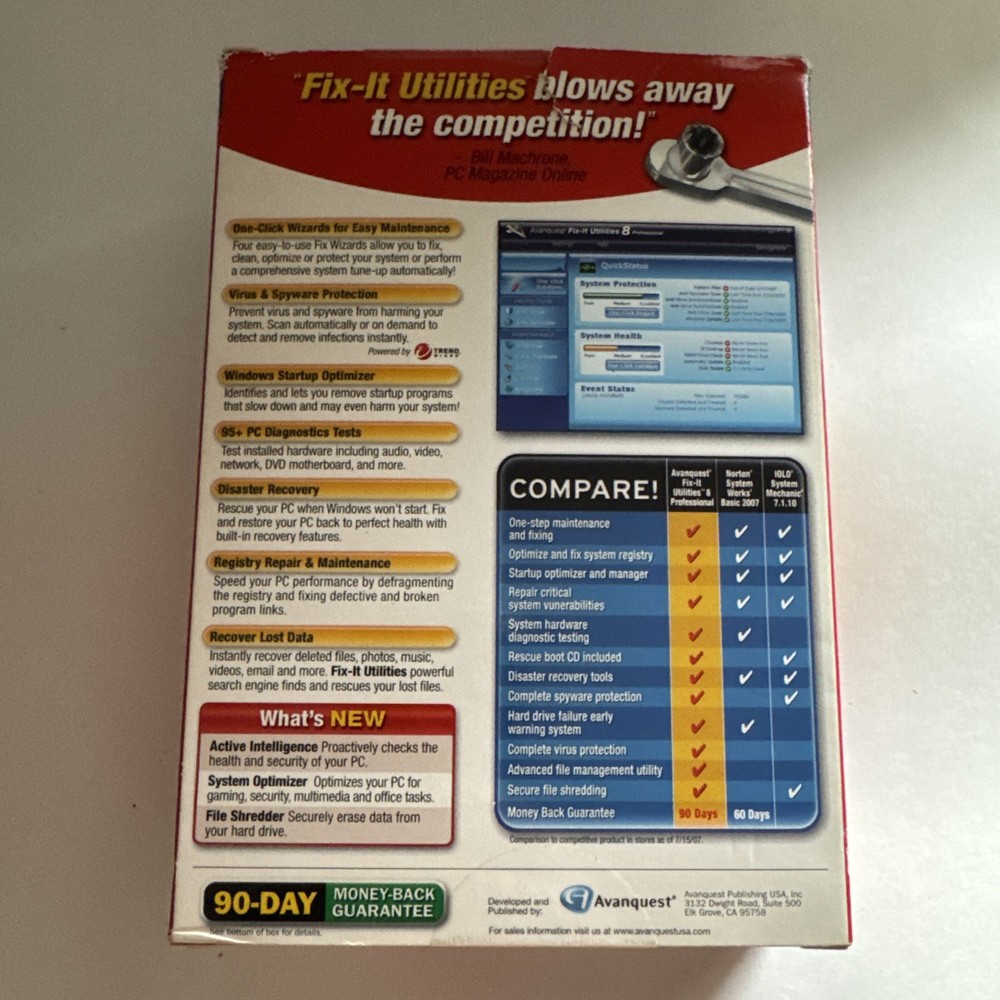 "Fix-It Utilities™ blows away
the competition!"
- Bill Machrone,
PC Magazine Online
One-Click Wizards for Easy Maintenance
Four easy-to-use Fix Wizards allow you to fix,
clean, optimize or protect your system or perform
a comprehensive system tune-up automatically!
Virus & Spyware Protection
Prevent virus and spyware from harming your
system. Scan automatically or on demand to
detect and remove infections instantly.
Powered by TREND MICRO
Windows Startup Optimizer
Identifies and lets you remove startup programs
that slow down and may even harm your system!
95+ PC Diagnostics Tests
Test installed hardware including audio, video,
network, DVD motherboard, and more.
Disaster Recovery
Rescue your PC when Windows won't start. Fix
and restore your PC back to perfect health with
built-in recovery features.
Registry Repair & Maintenance
Speed your PC performance by defragmenting
the registry and fixing defective and broken
program links.
Recover Lost Data
Instantly recover deleted files, photos, music,
videos, email and more. Fix-It Utilities powerful
search engine finds and rescues your lost files.
What's NEW
Active Intelligence Proactively checks the
health and security of your PC.
System Optimizer Optimizes your PC for
gaming, security, multimedia and office tasks.
File Shredder Securely erase data from
your hard drive.
Avanquest Fix-It Utilities 8 Professional
QuickStatus
System Protection
Poor Medium Excellent
System Health
Poor Medium Excellent
Event Status
COMPARE!
Avanquest®
Fix-It
Utilities™ 8
Professional
Norton®
System
Works®
Basic 2007
IOLO®
System
Mechanic®
7.1.10
One-step maintenance
and fixing ✔ ✔ ✔
Optimize and fix system registry ✔ ✔ ✔
Startup optimizer and manager ✔ ✔ ✔
Repair critical
system vunerabilities ✔ ✔ ✔
System hardware
diagnostic testing ✔ ✔
Rescue boot CD included ✔ ✔
Disaster recovery tools ✔ ✔ ✔
Complete spyware protection ✔ ✔
Hard drive failure early
warning system ✔ ✔
Complete virus protection ✔
Advanced file management utility ✔
Secure file shredding ✔ ✔
Money Back Guarantee 90 Days 60 Days
Comparison to competitive product in stores as of 7/15/07.
90-DAY MONEY-BACK
GUARANTEE
See bottom of box for details.
Developed and
Published by:
Avanquest®
Avanquest Publishing USA, Inc
3132 Dwight Road, Suite 500
Elk Grove, CA 95758
For sales information visit us at www.avanquestusa.com